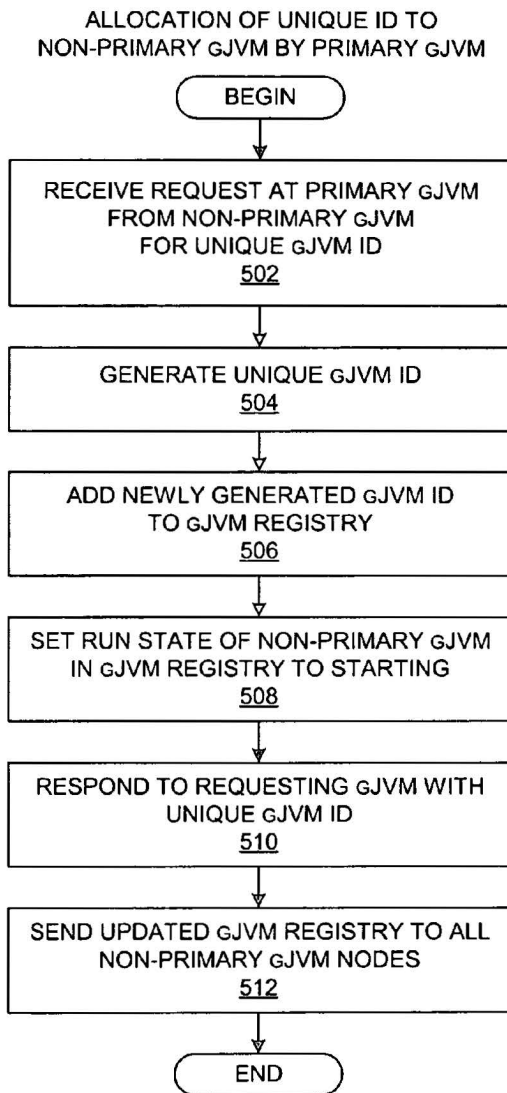 ALLOCATION OF UNIQUE ID TO
NON-PRIMARY GJVM BY PRIMARY GJVM
BEGIN
RECEIVE REQUEST AT PRIMARY GJVM
FROM NON-PRIMARY GJVM
FOR UNIQUE GJVM ID
502
GENERATE UNIQUE GJVM ID
504
ADD NEWLY GENERATED GJVM ID
TO GJVM REGISTRY
506
SET RUN STATE OF NON-PRIMARY GJVM
IN GJVM REGISTRY TO STARTING
508
RESPOND TO REQUESTING GJVM WITH
UNIQUE GJVM ID
510
SEND UPDATED GJVM REGISTRY TO ALL
NON-PRIMARY GJVM NODES
512
END